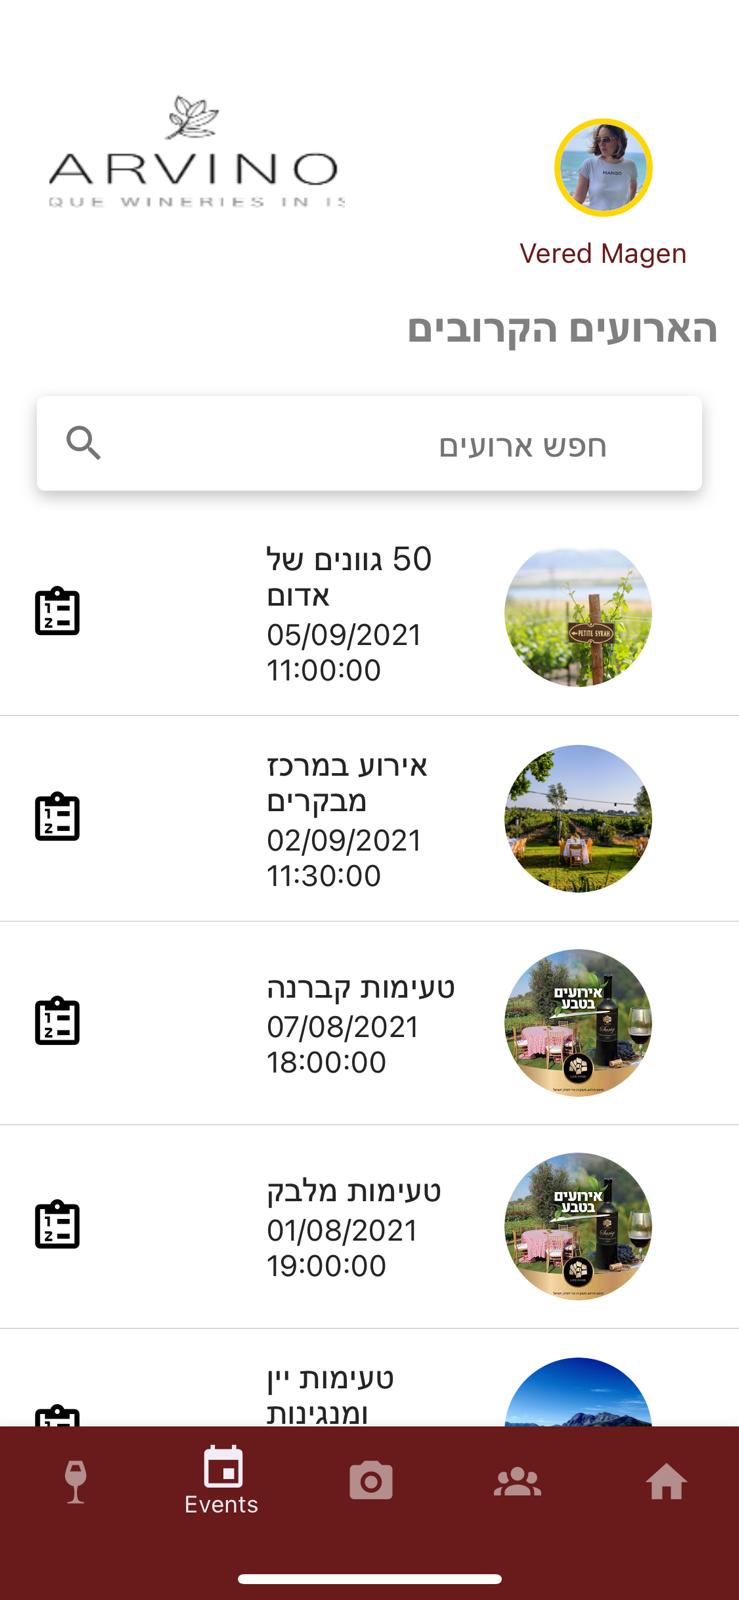 ARVINO
QUE WINERIES IN IS
MANGO
Vered Magen
הארועים הקרובים
חפש ארועים
50 גוונים של
אדום
05/09/2021
11:00:00
PETITE SYRAH
אירוע במרכז
מבקרים
02/09/2021
11:30:00
טעימות קברנה
07/08/2021
18:00:00
אירועים
בטבע
טעימות מלבק
01/08/2021
19:00:00
אירועים
בטבע
טעימות יין
ומנגינות
Events